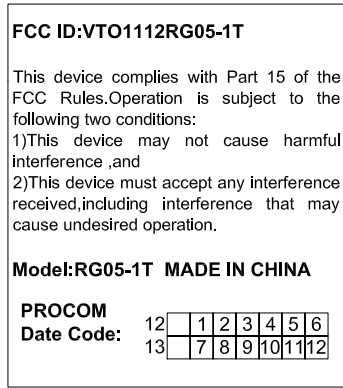 FCC ID:VTO1112RG05-1T
This device complies with Part 15 of the
FCC Rules.Operation is subject to the
following two conditions:
1)This device may not cause harmful
interference ,and
2)This device must accept any interference
received,including interference that may
cause undesired operation.
Model:RG05-1T MADE IN CHINA
PROCOM
Date Code:
12 1 2 3 4 5 6
13 7 8 9 10 11 12